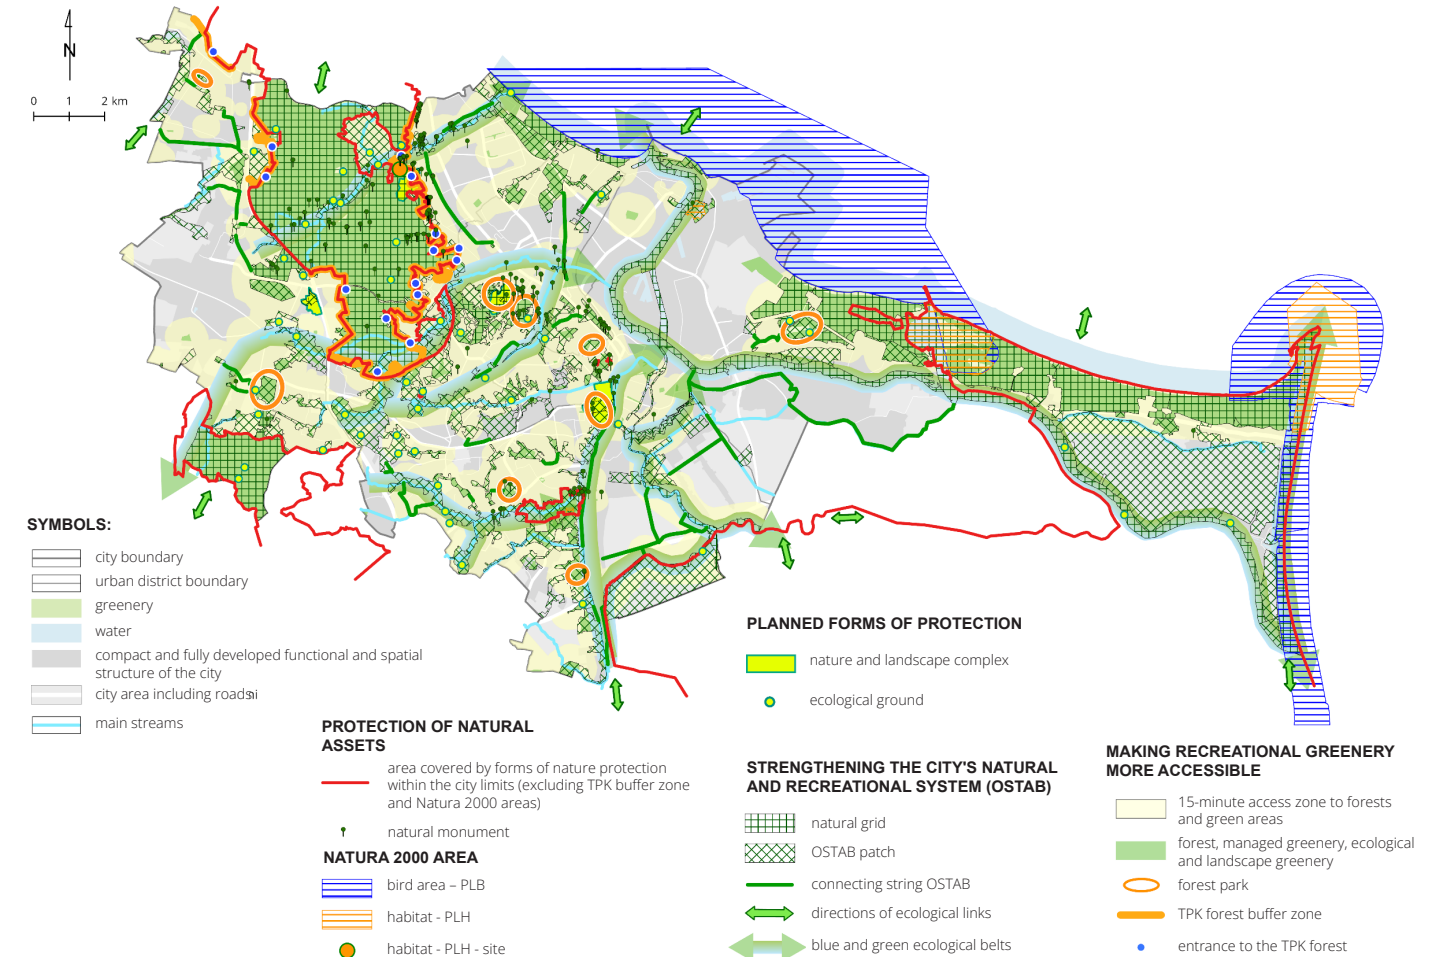 N
0 1 2 km
SYMBOLS:
city boundary
urban district boundary
greenery
water
compact and fully developed functional and spatial
structure of the city
city area including roads
main streams
PROTECTION OF NATURAL
ASSETS
area covered by forms of nature protection
within the city limits (excluding TPK buffer zone
and Natura 2000 areas)
natural monument
NATURA 2000 AREA
bird area – PLB
habitat - PLH
habitat - PLH - site
PLANNED FORMS OF PROTECTION
nature and landscape complex
ecological ground
STRENGTHENING THE CITY'S NATURAL
AND RECREATIONAL SYSTEM (OSTAB)
natural grid
OSTAB patch
connecting string OSTAB
directions of ecological links
blue and green ecological belts
MAKING RECREATIONAL GREENERY
MORE ACCESSIBLE
15-minute access zone to forests
and green areas
forest, managed greenery, ecological
and landscape greenery
forest park
TPK forest buffer zone
entrance to the TPK forest